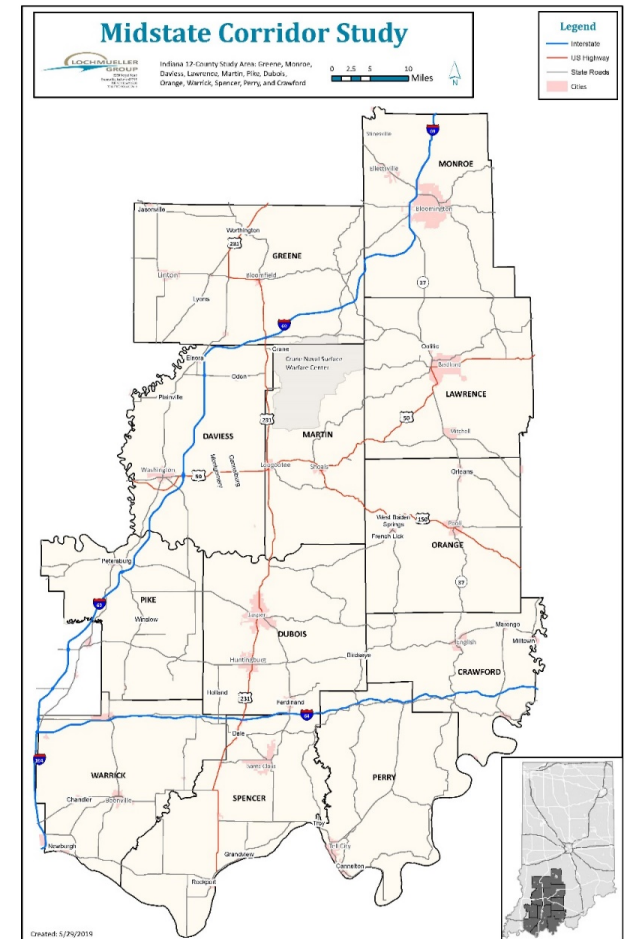 Midstate Corridor Study
LOCHMUELLER
GROUP
Indiana 12-County Study Area: Greene, Monroe,
Daviess, Lawrence, Martin, Pike, Dubois,
Orange, Warrick, Spencer, Perry, and Crawford
0 2.5 5 10
Miles
N
Legend
Interstate
US Highway
State Roads
Cities
69
Stinesville
MONROE
Ellettsville
Bloomington
Jasonville
Worthington
231
GREENE
Linton
Bloomfield
Lyons
37
69
Crane
Crane Naval Surface
Warfare Center
Oolitic
Bedford
Elnora
Odon
Plainville
LAWRENCE
231
50
DAVIESS
MARTIN
Mitchell
Washington
50
Montgomery
Cannelburg
Loogootee
Shoals
Orleans
West Baden
Springs
150
Paoli
French Lick
ORANGE
Petersburg
PIKE
37
69
Winslow
Jasper
DUBOIS
Marengo
English
Milltown
Huntingburg
Birdseye
CRAWFORD
Holland
231
Ferdinand
64
Dale
Santa Claus
WARRICK
PERRY
SPENCER
Chandler
Boonville
Troy
Newburgh
Tell City
Grandview
Cannelton
Rockport
Created: 5/29/2019